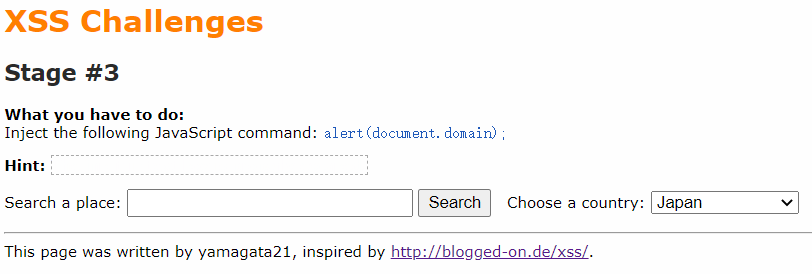 XSS Challenges
Stage #3
What you have to do:
Inject the following JavaScript command: alert(document.domain);
Hint:
Search a place: Search Choose a country: Japan
This page was written by yamagata21, inspired by http://blogged-on.de/xss/.